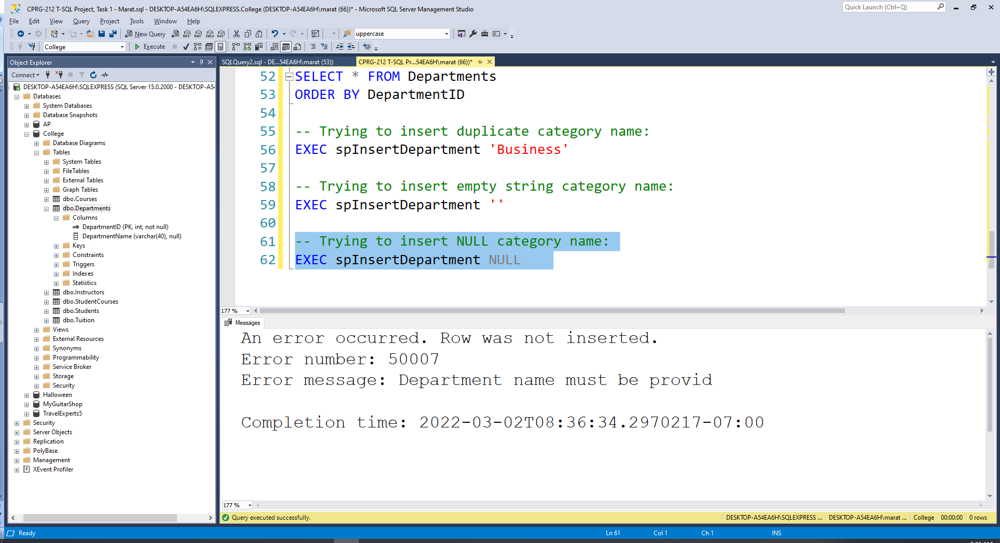 CPRG-212 T-SQL Project, Task 1 - Marat.sql - DESKTOP-A54EA6H\SQLEXPRESS.College (DESKTOP-A54EA6H\marat (66))* - Microsoft SQL Server Management Studio
Quick Launch (Ctrl+Q)
File Edit View Query Project Tools Window Help
New Query MDX DMX XMLA DAX uppercase
College Execute
Object Explorer
SQLQuery2.sql - DE...54EA6H\marat (53))
CPRG-212 T-SQL Pr...54EA6H\marat (66))*
Connect
DESKTOP-A54EA6H\SQLEXPRESS (SQL Server 15.0.2000 - DESKTOP-A54
Databases
System Databases
Database Snapshots
AP
College
Database Diagrams
Tables
System Tables
FileTables
External Tables
Graph Tables
dbo.Courses
dbo.Departments
Columns
DepartmentID (PK, int, not null)
DepartmentName (varchar(40), null)
Keys
Constraints
Triggers
Indexes
Statistics
dbo.Instructors
dbo.StudentCourses
dbo.Students
dbo.Tuition
Views
External Resources
Synonyms
Programmability
Service Broker
Storage
Security
Halloween
MyGuitarShop
TravelExperts5
Security
Server Objects
Replication
PolyBase
Management
XEvent Profiler
52 SELECT * FROM Departments
53 ORDER BY DepartmentID
54
55 -- Trying to insert duplicate category name:
56 EXEC spInsertDepartment 'Business'
57
58 -- Trying to insert empty string category name:
59 EXEC spInsertDepartment ''
60
61 -- Trying to insert NULL category name:
62 EXEC spInsertDepartment NULL
177 %
Messages
An error occurred. Row was not inserted.
Error number: 50007
Error message: Department name must be provid
Completion time: 2022-03-02T08:36:34.2970217-07:00
177 %
Query executed successfully. DESKTOP-A54EA6H\SQLEXPRESS ... DESKTOP-A54EA6H\marat ... College 00:00:00 0 rows
Ready Ln 61 Col 1 Ch 1 INS